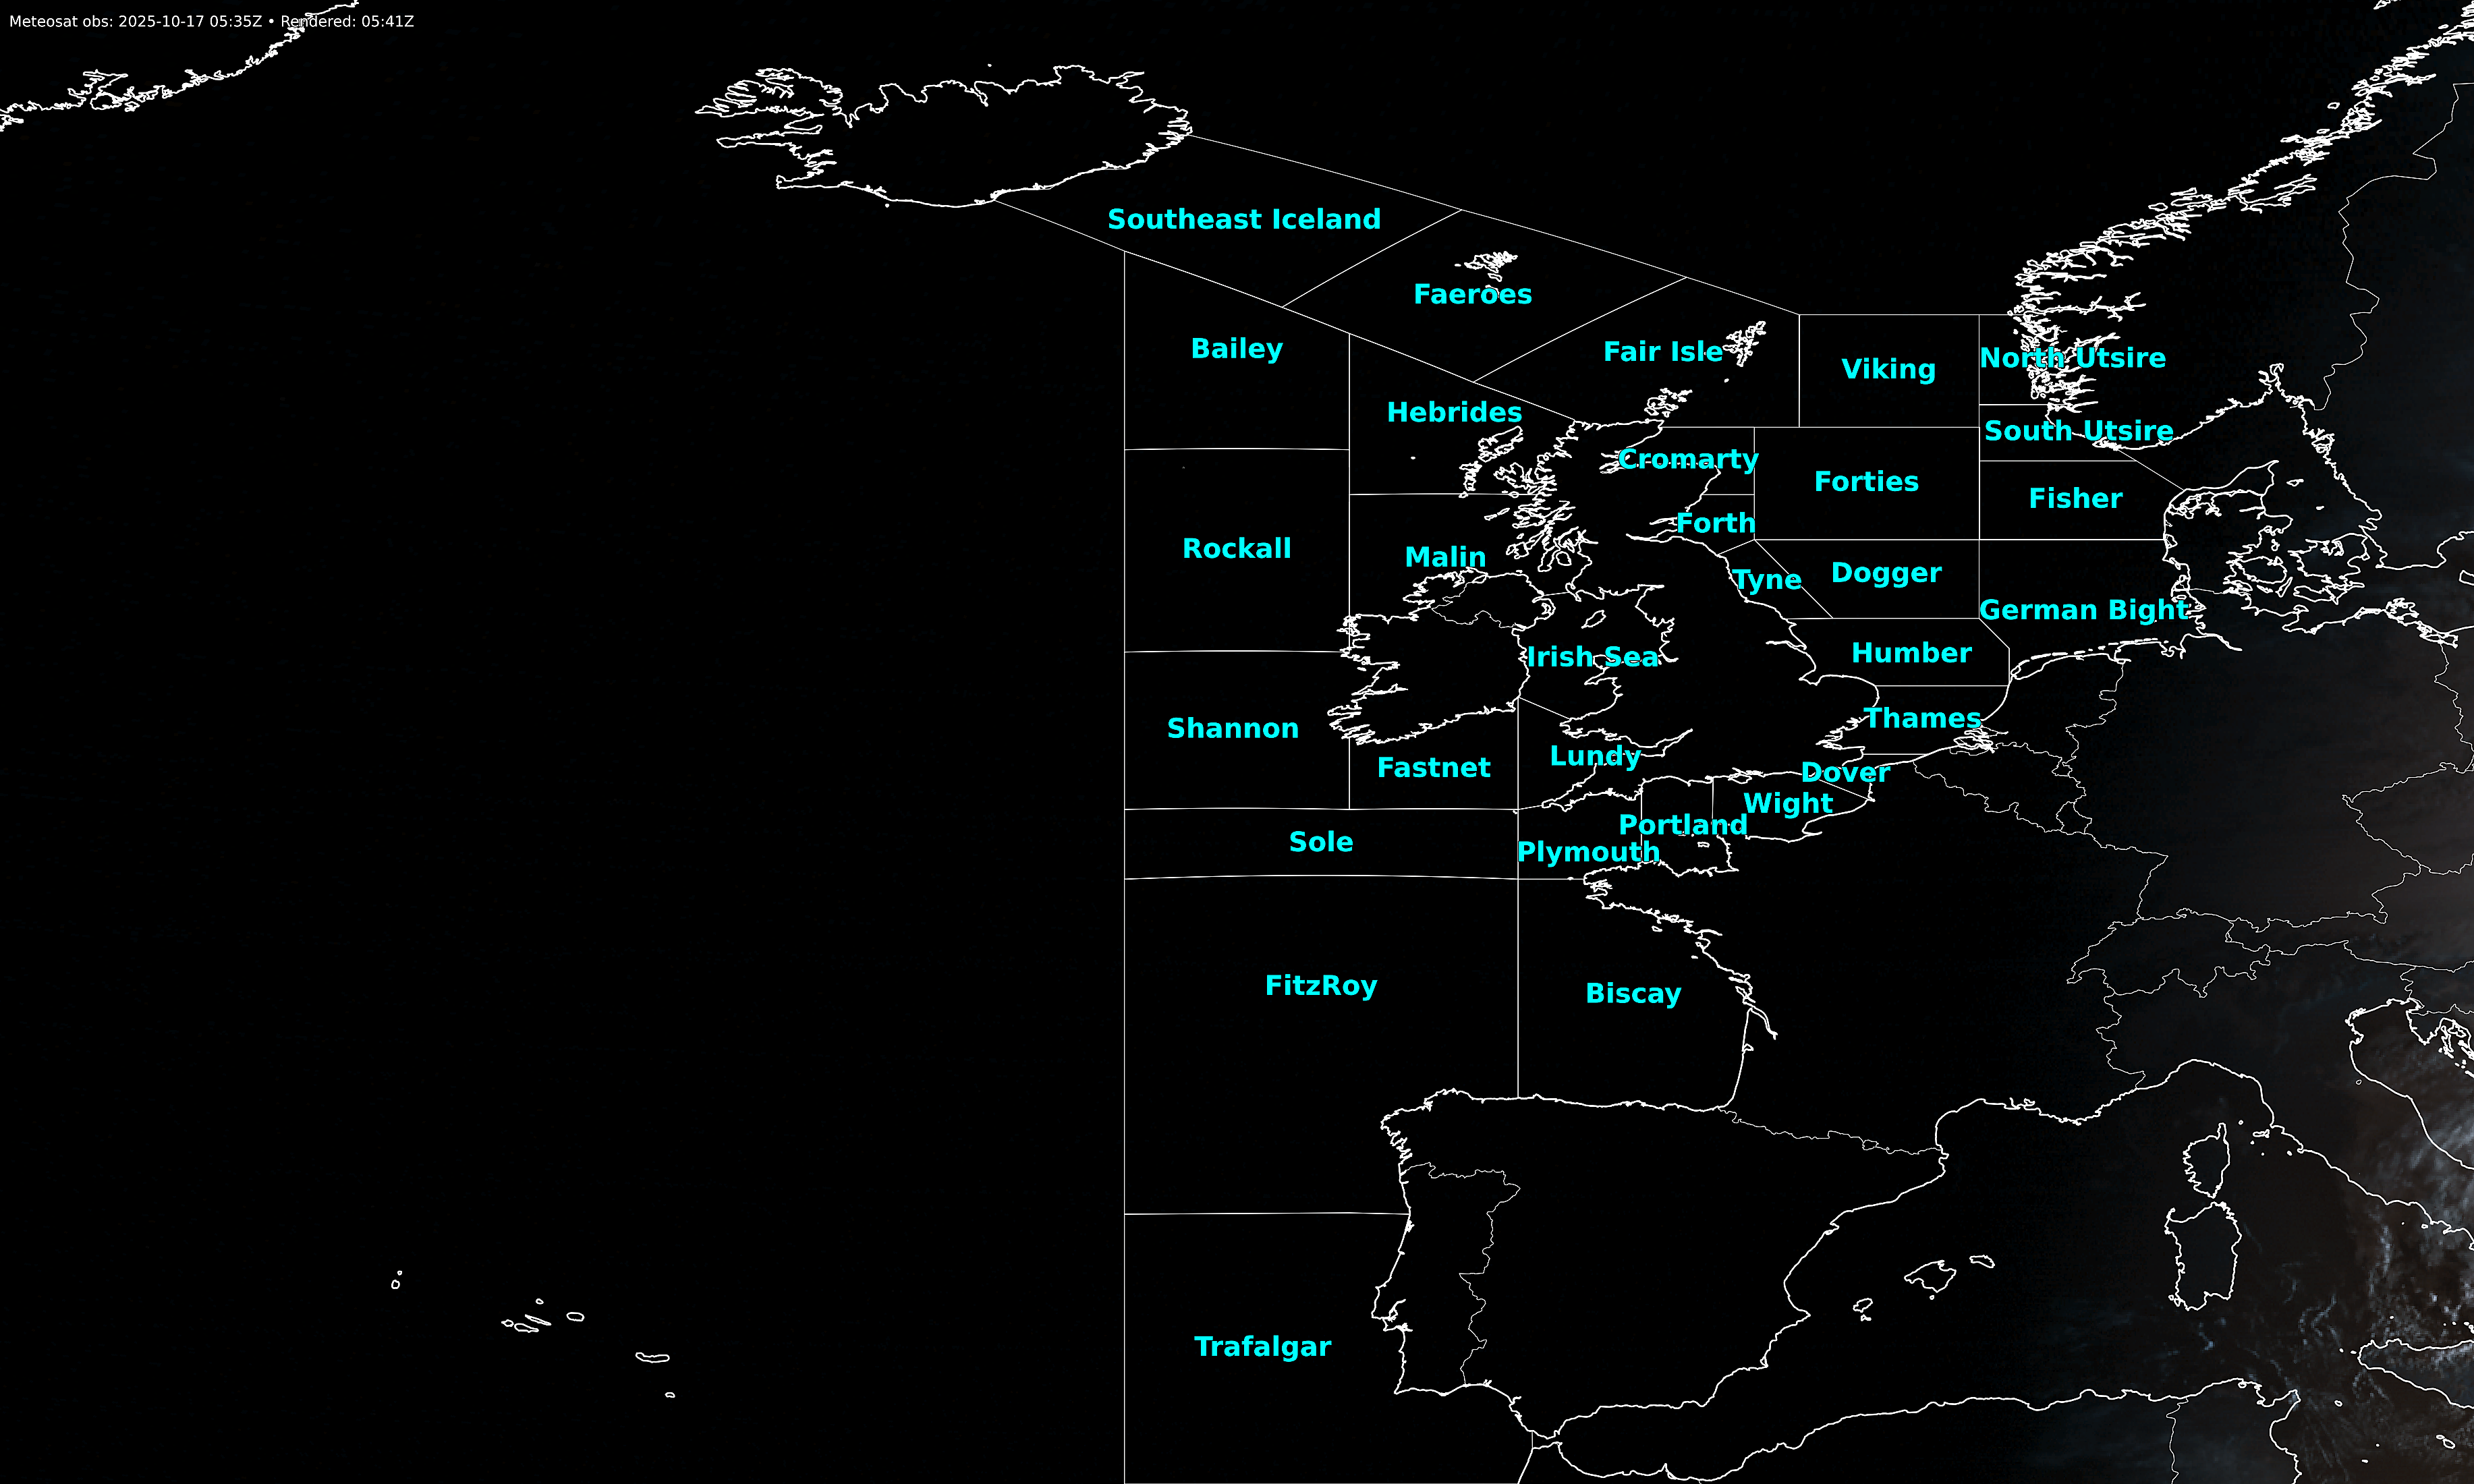 Meteosat obs: 2025-10-17 05:35Z • Rendered: 05:41Z
Southeast Iceland
Faeroes
Bailey
Fair Isle
Viking
North Utsire
Hebrides
South Utsire
Cromarty
Forties
Fisher
Forth
Rockall
Malin
Tyne
Dogger
German Bight
Irish Sea
Humber
Shannon
Thames
Fastnet
Lundy
Dover
Wight
Portland
Sole
Plymouth
FitzRoy
Biscay
Trafalgar